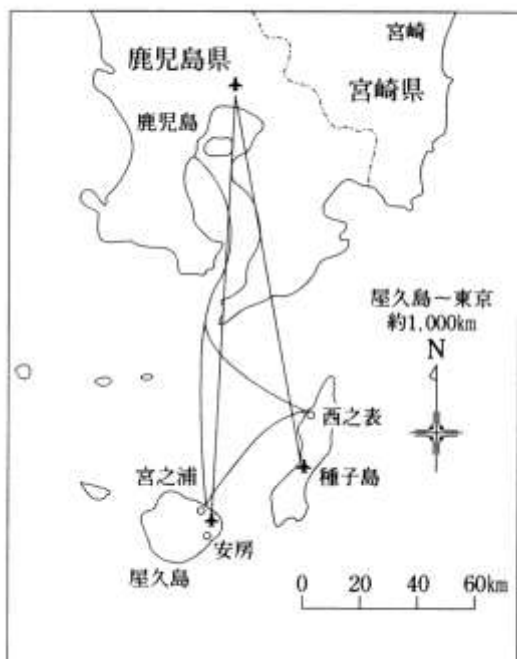 宮崎
鹿児島県
宮崎県
鹿児島
屋久島〜東京
約1,000km
N
西之表
種子島
宮之浦
安房
屋久島
0 20 40 60km